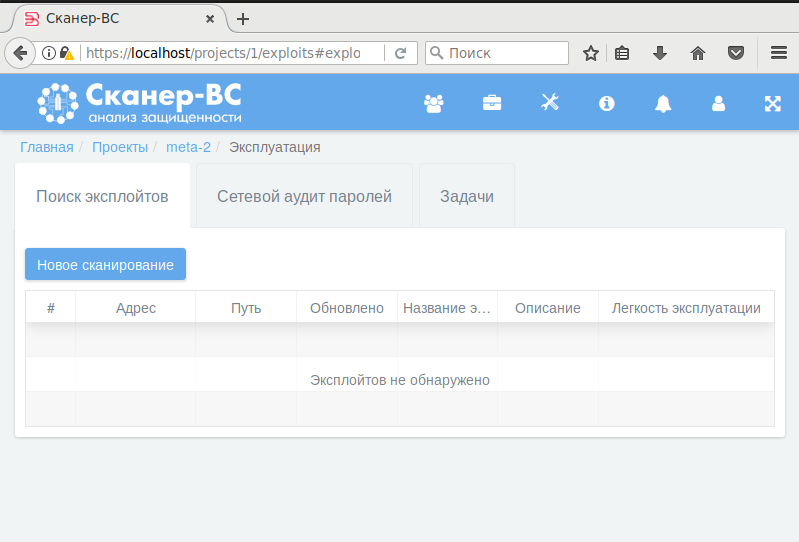 Сканер-ВС
https://localhost/projects/1/exploits#explo
Поиск
Сканер-ВС
анализ защищенности
Главная / Проекты / meta-2 / Эксплуатация
Поиск эксплойтов Сетевой аудит паролей Задачи
Новое сканирование
# Адрес Путь Обновлено Название э... Описание Легкость эксплуатации
Эксплойтов не обнаружено